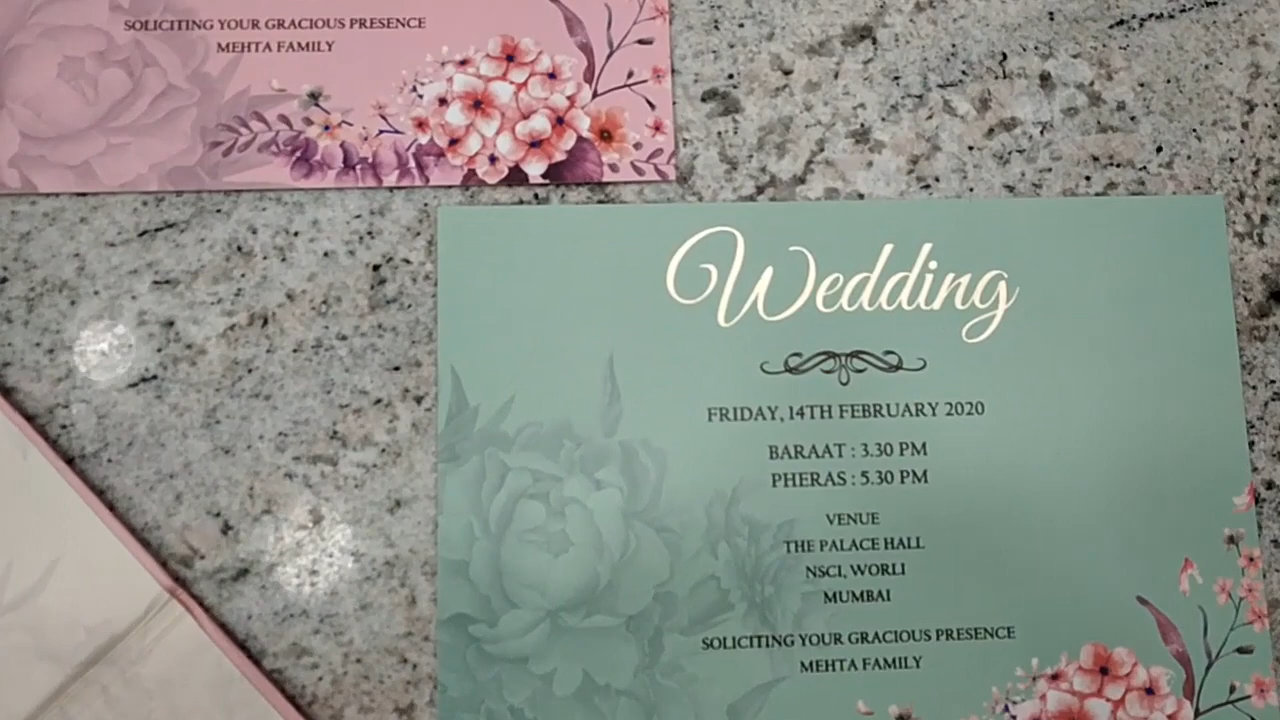 SOLICITING YOUR GRACIOUS PRESENCE
MEHTA FAMILY
Wedding
FRIDAY, 14TH FEBRUARY 2020
BARAAT : 3.30 PM
PHERAS : 5.30 PM
VENUE
THE PALACE HALL
NSCI, WORLI
MUMBAI
SOLICITING YOUR GRACIOUS PRESENCE
MEHTA FAMILY